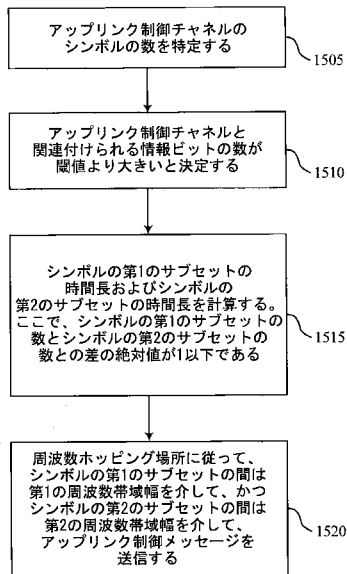 アップリンク制御チャネルの
シンボルの数を特定する
1505
アップリンク制御チャネルと
関連付けられる情報ビットの数が
閾値より大きいと決定する
1510
シンボルの第1のサブセットの
時間長およびシンボルの
第2のサブセットの時間長を計算する。
ここで、シンボルの第1のサブセットの
数とシンボルの第2のサブセットの
数との差の絶対値が1以下である
1515
周波数ホッピング場所に従って、
シンボルの第1のサブセットの間は
第1の周波数帯域幅を介して、かつ
シンボルの第2のサブセットの間は
第2の周波数帯域幅を介して、
アップリンク制御メッセージを
送信する
1520